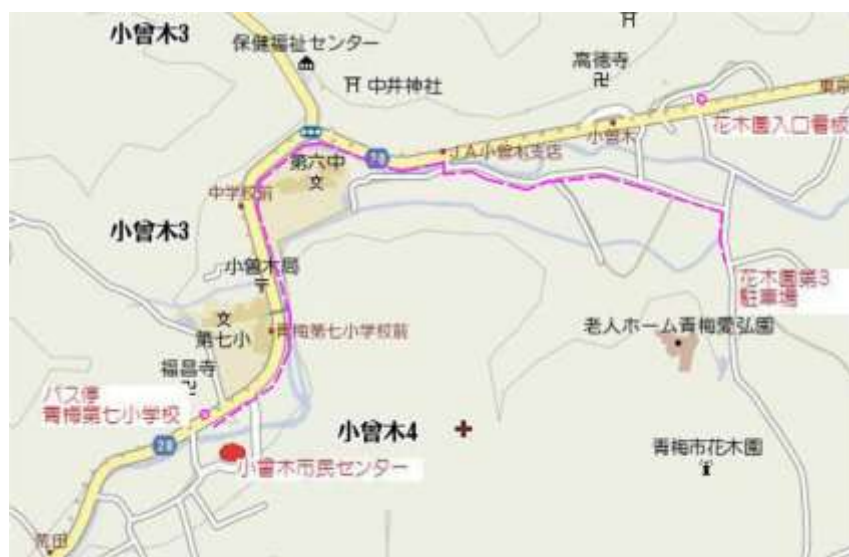 小曾木3
保健福祉センター
中井神社
高徳寺
東京
花木園入口看板
小曾木
JA小曾木支店
28
第六中
文
中学校前
小曾木3
小曾木局
文
第七小
青梅第七小学校前
福昌寺
バス停
青梅第七小学校
28
小曾木市民センター
小曾木4
花木園第3
駐車場
老人ホーム青梅愛弘園
青梅市花木園